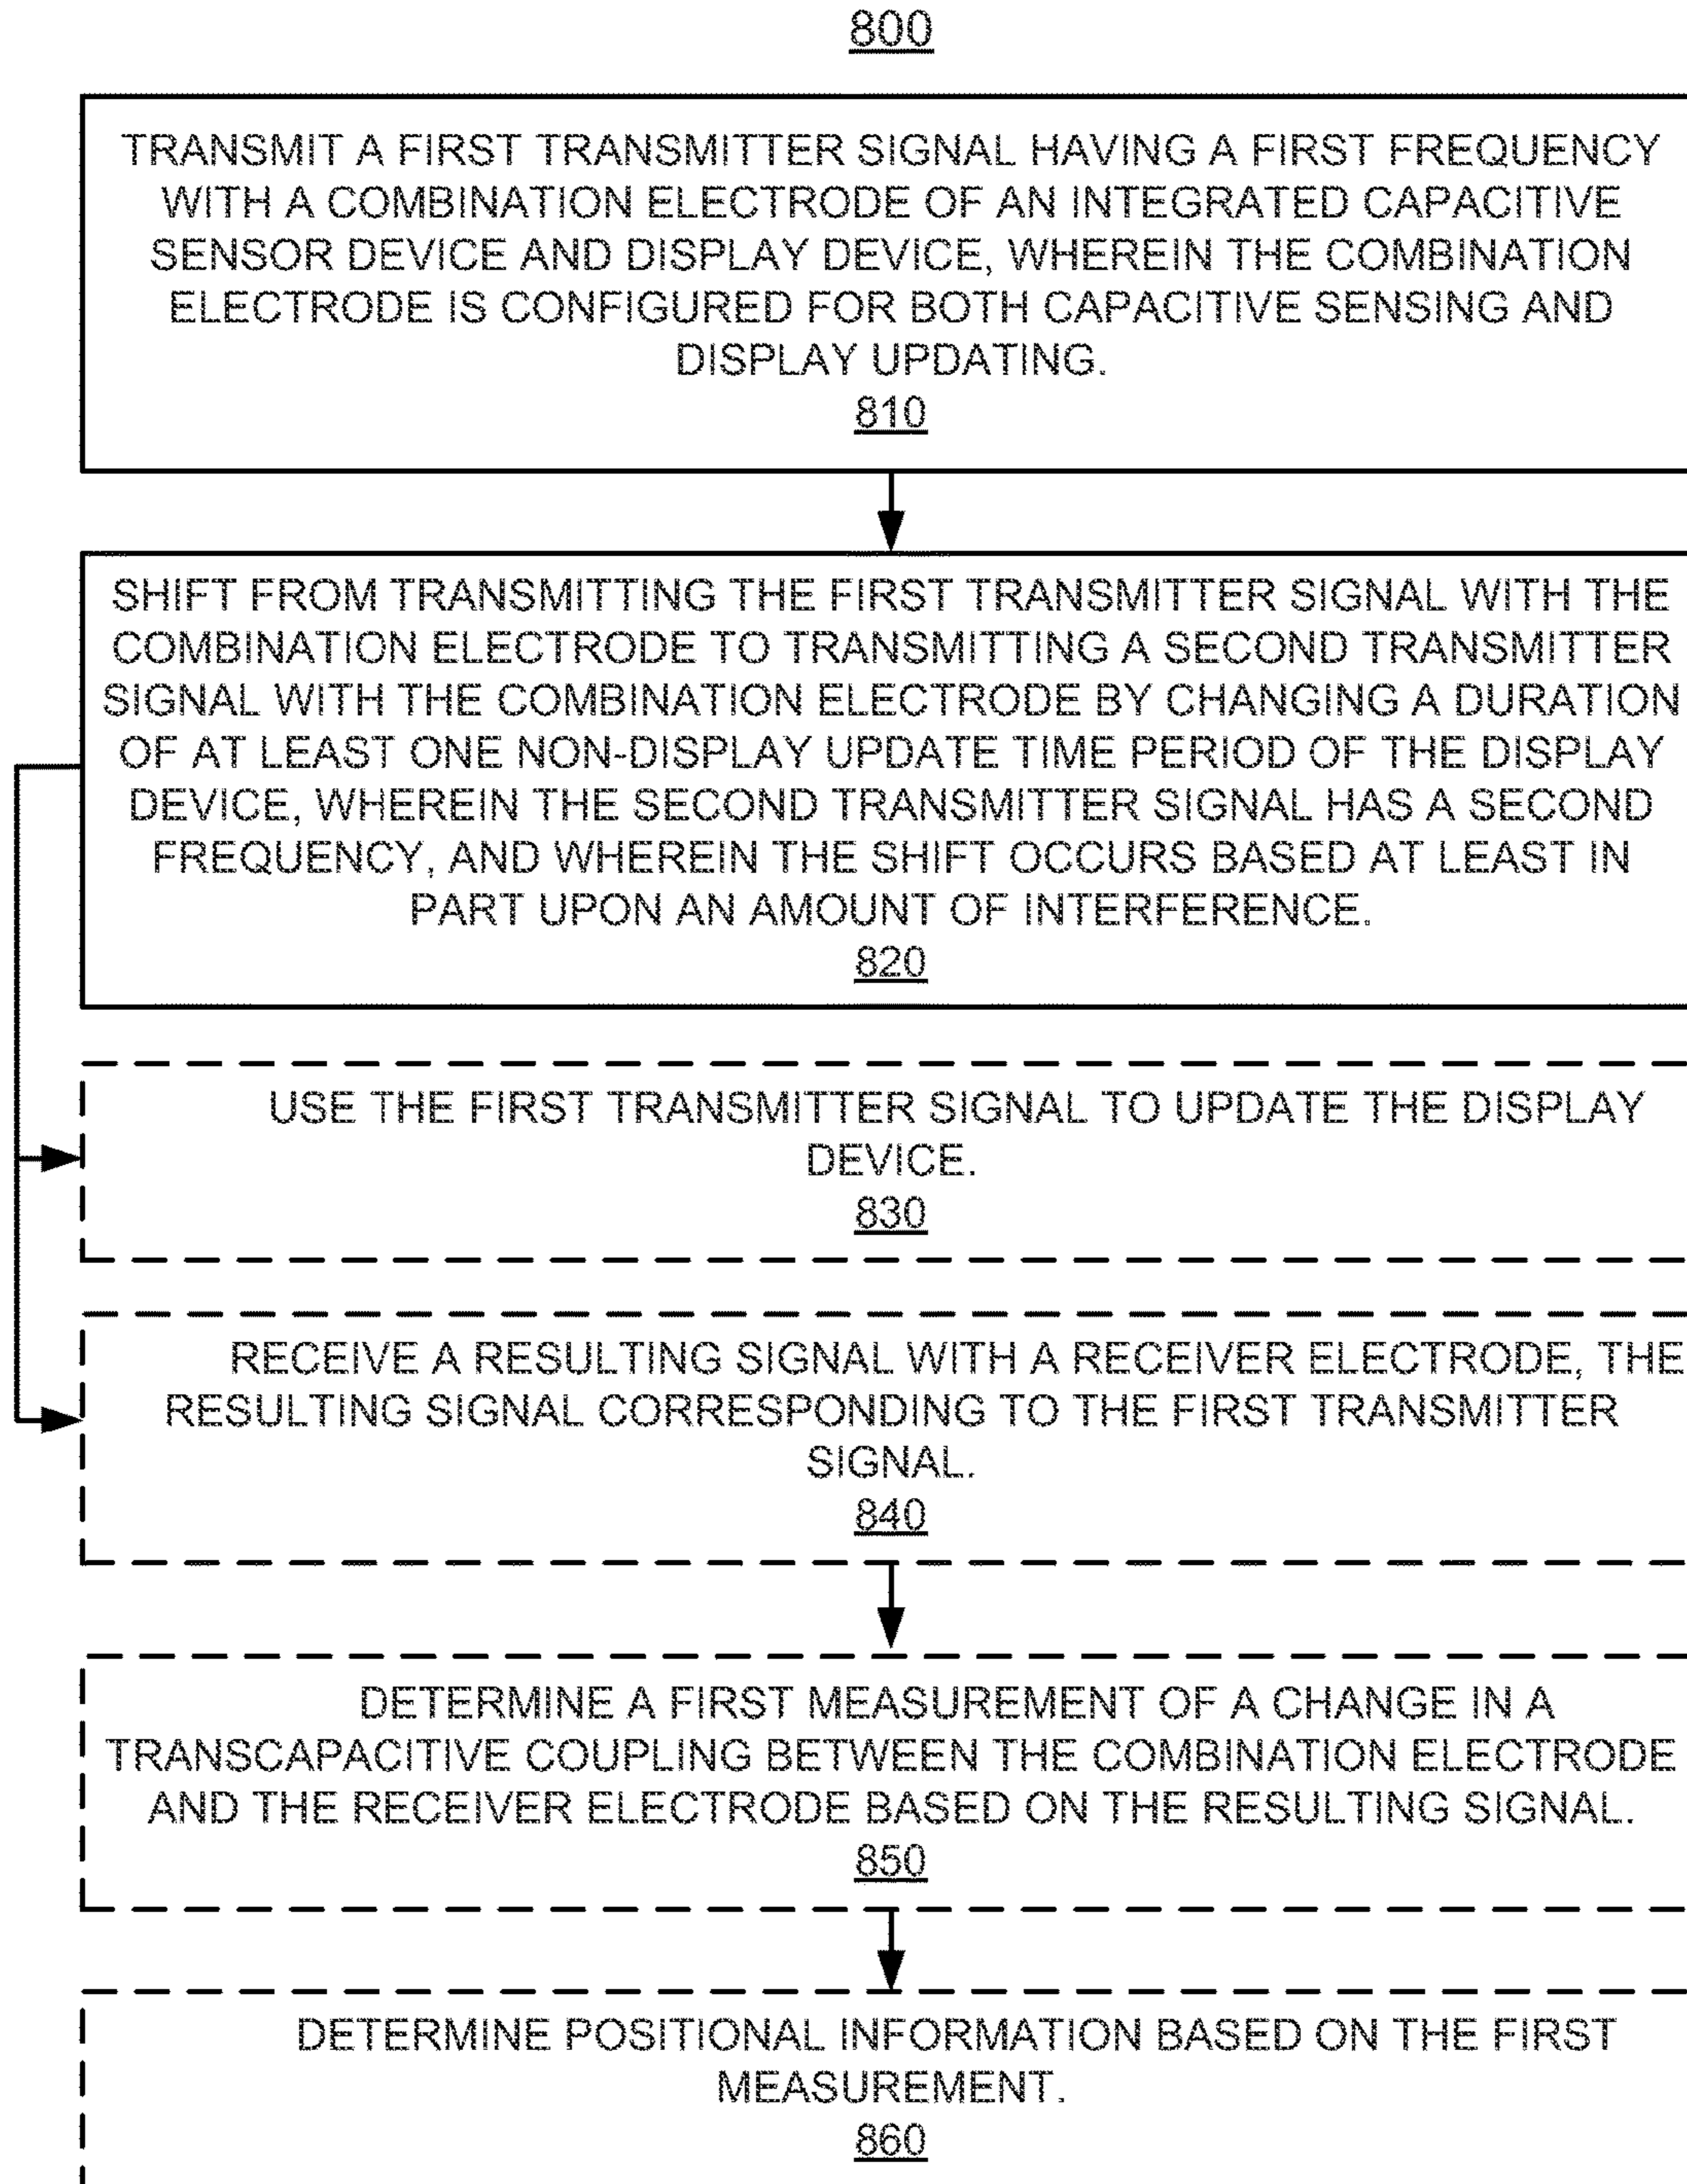 800
TRANSMIT A FIRST TRANSMITTER SIGNAL HAVING A FIRST FREQUENCY
WITH A COMBINATION ELECTRODE OF AN INTEGRATED CAPACITIVE
SENSOR DEVICE AND DISPLAY DEVICE, WHEREIN THE COMBINATION
ELECTRODE IS CONFIGURED FOR BOTH CAPACITIVE SENSING AND
DISPLAY UPDATING.
810
SHIFT FROM TRANSMITTING THE FIRST TRANSMITTER SIGNAL WITH THE
COMBINATION ELECTRODE TO TRANSMITTING A SECOND TRANSMITTER
SIGNAL WITH THE COMBINATION ELECTRODE BY CHANGING A DURATION
OF AT LEAST ONE NON-DISPLAY UPDATE TIME PERIOD OF THE DISPLAY
DEVICE, WHEREIN THE SECOND TRANSMITTER SIGNAL HAS A SECOND
FREQUENCY, AND WHEREIN THE SHIFT OCCURS BASED AT LEAST IN
PART UPON AN AMOUNT OF INTERFERENCE.
820
USE THE FIRST TRANSMITTER SIGNAL TO UPDATE THE DISPLAY
DEVICE.
830
RECEIVE A RESULTING SIGNAL WITH A RECEIVER ELECTRODE, THE
RESULTING SIGNAL CORRESPONDING TO THE FIRST TRANSMITTER
SIGNAL.
840
DETERMINE A FIRST MEASUREMENT OF A CHANGE IN A
TRANSCAPACITIVE COUPLING BETWEEN THE COMBINATION ELECTRODE
AND THE RECEIVER ELECTRODE BASED ON THE RESULTING SIGNAL.
850
DETERMINE POSITIONAL INFORMATION BASED ON THE FIRST
MEASUREMENT.
860